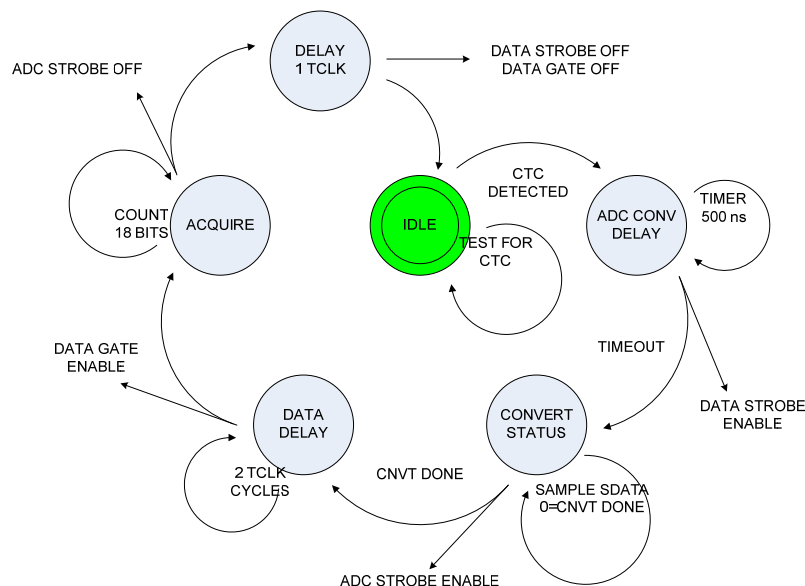 DELAY
1 TCLK
DATA STROBE OFF
DATA GATE OFF
ADC STROBE OFF
CTC
DETECTED
COUNT
18 BITS
ACQUIRE
IDLE
TEST FOR
CTC
ADC CONV
DELAY
TIMER
500 ns
TIMEOUT
DATA GATE
ENABLE
DATA STROBE
ENABLE
DATA
DELAY
CONVERT
STATUS
2 TCLK
CYCLES
CNVT DONE
SAMPLE SDATA
0=CNVT DONE
ADC STROBE ENABLE